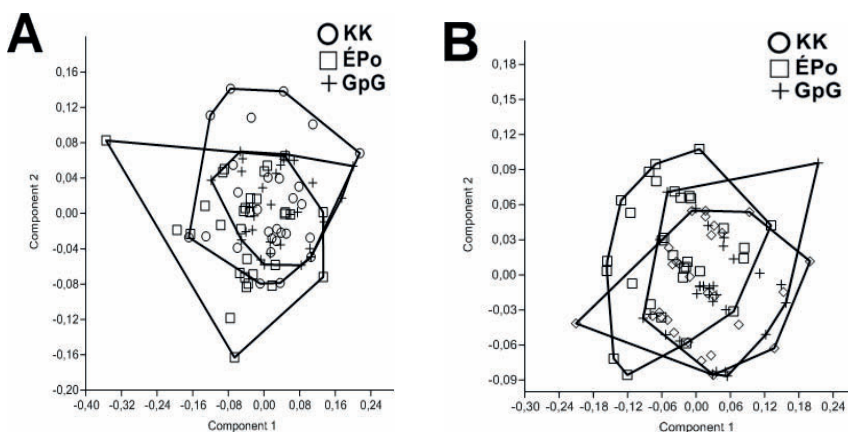 A
KK
ÉPo
GpG
Component 2
0,16
0,12
0,08
0,04
0,00
-0,04
-0,08
-0,12
-0,16
-0,20
-0,40 -0,32 -0,24 -0,16 -0,06 0,00 0,08 0,16 0,24
Component 1
B
KK
ÉPo
GpG
Component 2
0,18
0,15
0,12
0,09
0,06
0,03
0,00
-0,03
-0,06
-0,09
-0,30 -0,24 -0,18 -0,12 -0,06 0,00 0,06 0,12 0,18 0,24
Component 1